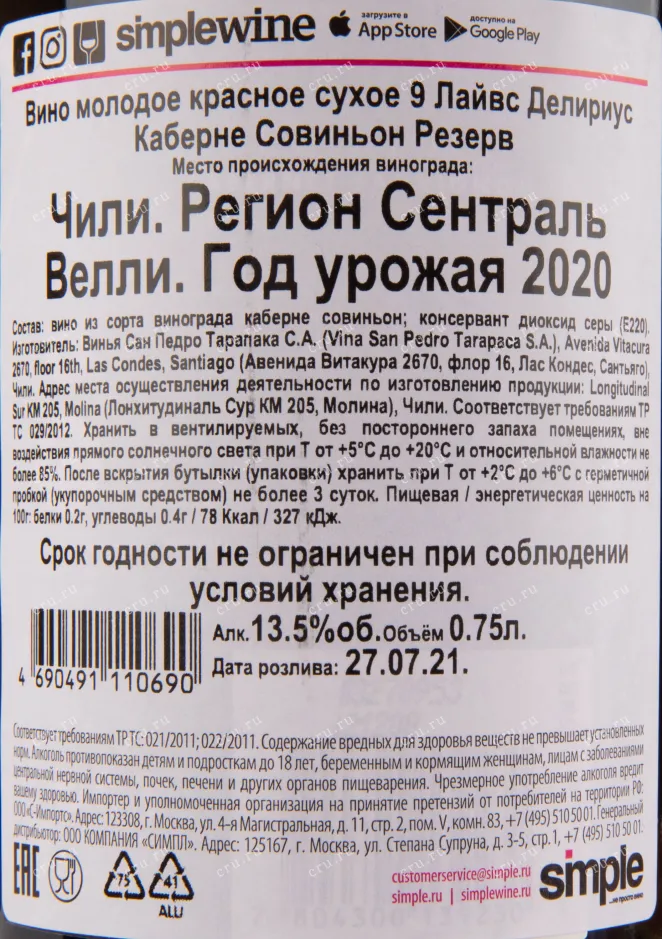 simplewine загрузите в App Store доступно на Google Play
Вино молодое красное сухое 9 Лайвс Делириус
Каберне Совиньон Резерв
Место происхождения винограда:
Чили. Регион Сентраль
Велли. Год урожая 2020
Состав: вино из сорта винограда каберне совиньон; консервант диоксид серы (E220).
Изготовитель: Винья Сан Педро Тарапака С.А. (Vina San Pedro Tarapaca S.A.), Avenida Vitacura
2670, floor 16th, Las Condes, Santiago (Авенида Витакура 2670, флор 16, Лас Кондес, Сантьяго),
Чили. Адрес места осуществления деятельности по изготовлению продукции: Longitudinal
Sur KM 205, Molina (Лонхитудиналь Сур КМ 205, Молина), Чили. Соответствует требованиям ТР
ТС 029/2012. Хранить в вентилируемых, без постороннего запаха помещениях, вне
воздействия прямого солнечного света при Т от +5°С до +20°С и относительной влажности не
более 85%. После вскрытия бутылки (упаковки) хранить при Т от +2°С до +6°С с герметичной
пробкой (укупорочным средством) не более 3 суток. Пищевая / энергетическая ценность на
100г: белки 0.2г, углеводы 0.4г / 78 Ккал / 327 кДж.
Срок годности не ограничен при соблюдении
условий хранения.
Алк. 13.5%об. Объём 0.75л.
Дата розлива: 27.07.21.
4 690491 110690
Соответствует требованиям ТР ТС: 021/2011; 022/2011. Содержание вредных для здоровья веществ не превышает установленных
норм. Алкоголь противопоказан детям и подросткам до 18 лет, беременным и кормящим женщинам, лицам с заболеваниями
центральной нервной системы, почек, печени и других органов пищеварения. Чрезмерное употребление алкоголя вредит
вашему здоровью. Импортер и уполномоченная организация на принятие претензий от потребителей на территории РФ:
ООО «С-Импортс». Адрес: 123308, г. Москва, ул. 4-я Магистральная, д. 11, стр. 2, пом. V, комн. 83, +7 (495) 510 50 01. Генеральный
дистрибьютор: ООО КОМПАНИЯ «СИМПЛ». Адрес: 125167, г. Москва, ул. Степана Супруна, д. 3-5, стр. 1, +7 (495) 510 50 01.
EAC 75 41
ALU
customerservice@simple.ru
simple.ru | simplewine.ru
simple
...не просто вино
cru.ru